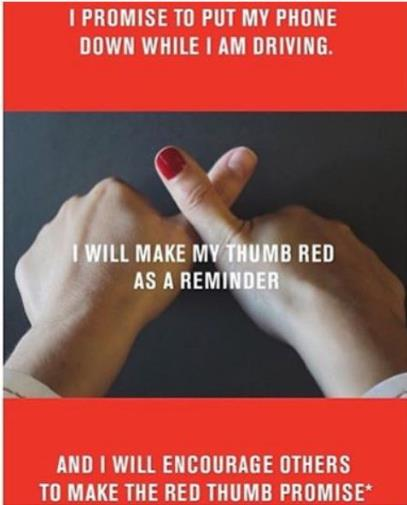 I PROMISE TO PUT MY PHONE
DOWN WHILE I AM DRIVING.
I WILL MAKE MY THUMB RED
AS A REMINDER
AND I WILL ENCOURAGE OTHERS
TO MAKE THE RED THUMB PROMISE*